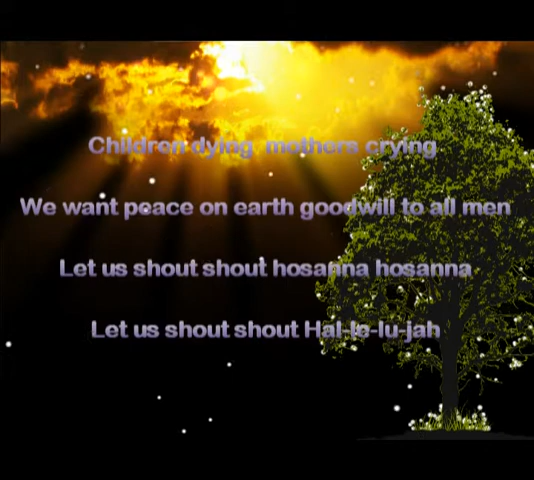 Children dying mothers crying
We want peace on earth goodwill to all men
Let us shout shout hosanna hosanna
Let us shout shout Hal-le-lu-jah